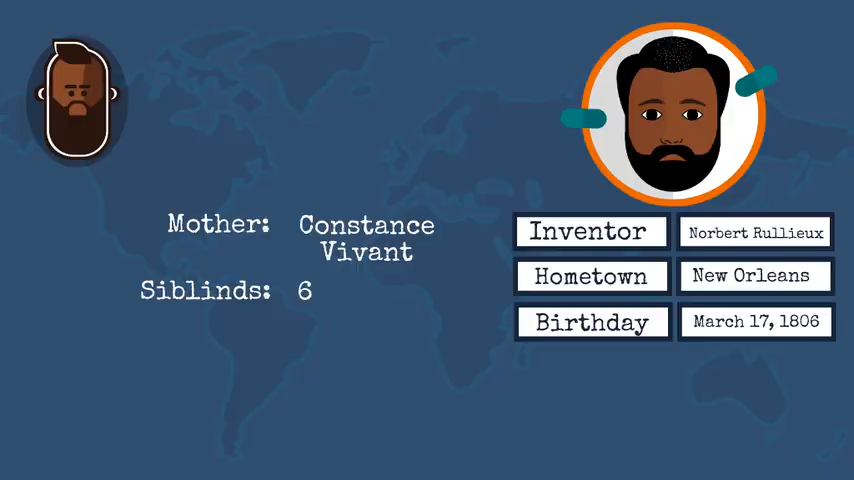 Mother: Constance
Vivant
Siblinds: 6
Inventor Norbert Rullieux
Hometown New Orleans
Birthday March 17, 1806